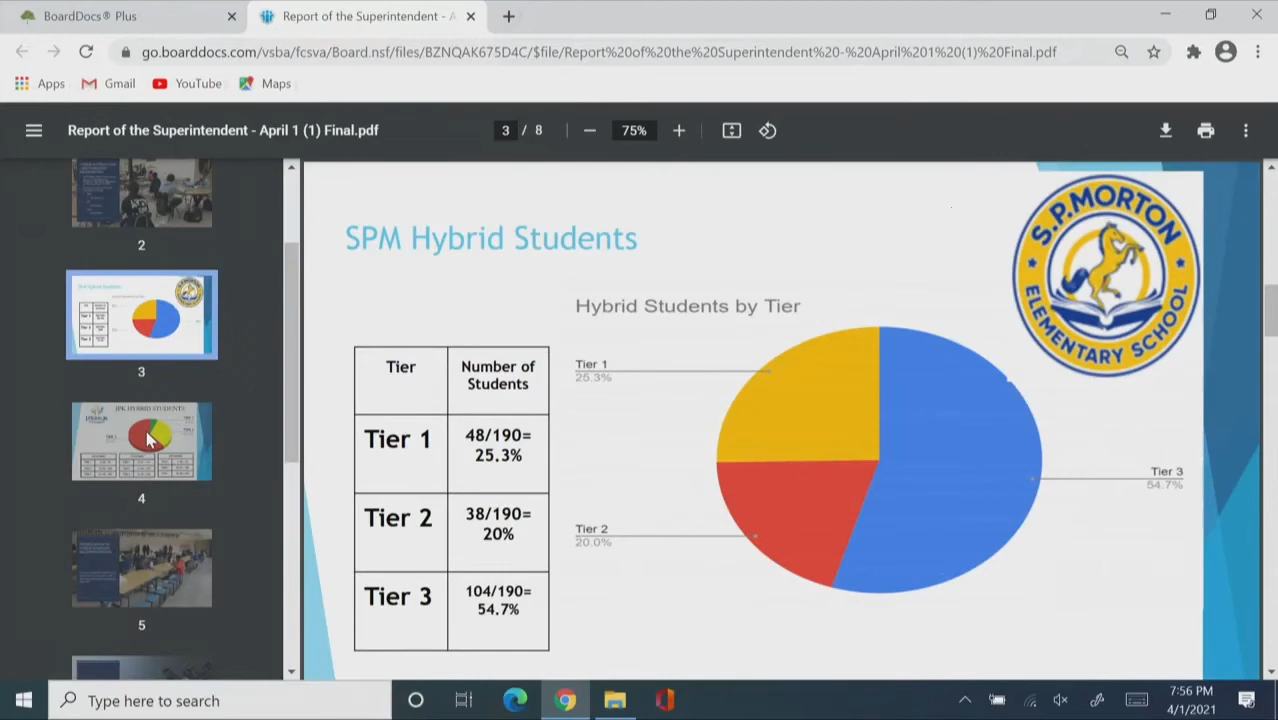 BoardDocs® Plus
Report of the Superintendent - A
go.boarddocs.com/vsba/fcsva/Board.nsf/files/BZNQAK675D4C/$file/Report%20of%20the%20Superintendent%20-%20April%201%20(1)%20Final.pdf
Apps
Gmail
YouTube
Maps
Report of the Superintendent - April 1 (1) Final.pdf
3 / 8
75%
2
3
JPK HYBRID STUDENTS
4
5
SPM Hybrid Students
S.P.MORTON
ELEMENTARY SCHOOL
Hybrid Students by Tier
Tier
Number of
Students
Tier 1
48/190=
25.3%
Tier 2
38/190=
20%
Tier 3
104/190=
54.7%
Tier 1
25.3%
Tier 3
54.7%
Tier 2
20.0%
Type here to search
7:56 PM
4/1/2021